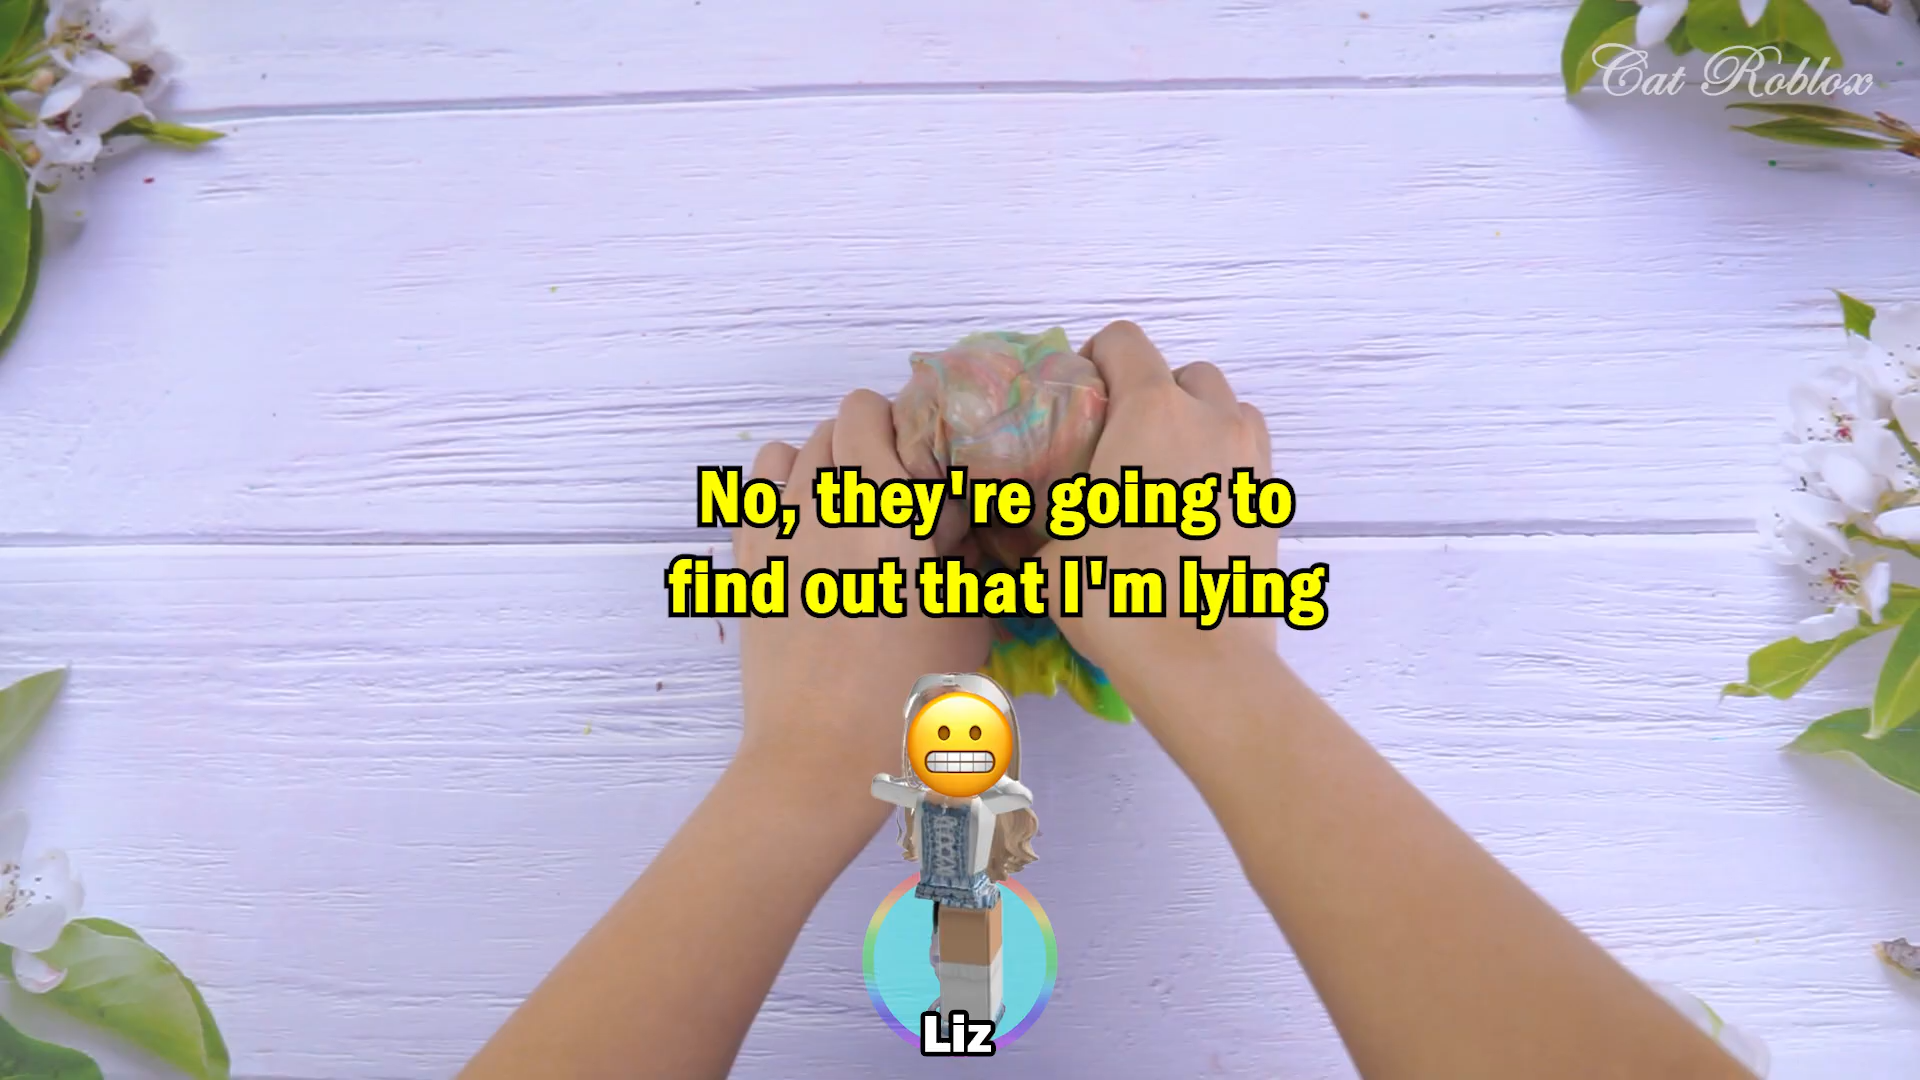 Cat Roblox
No, they're going to
find out that I'm lying
Liz